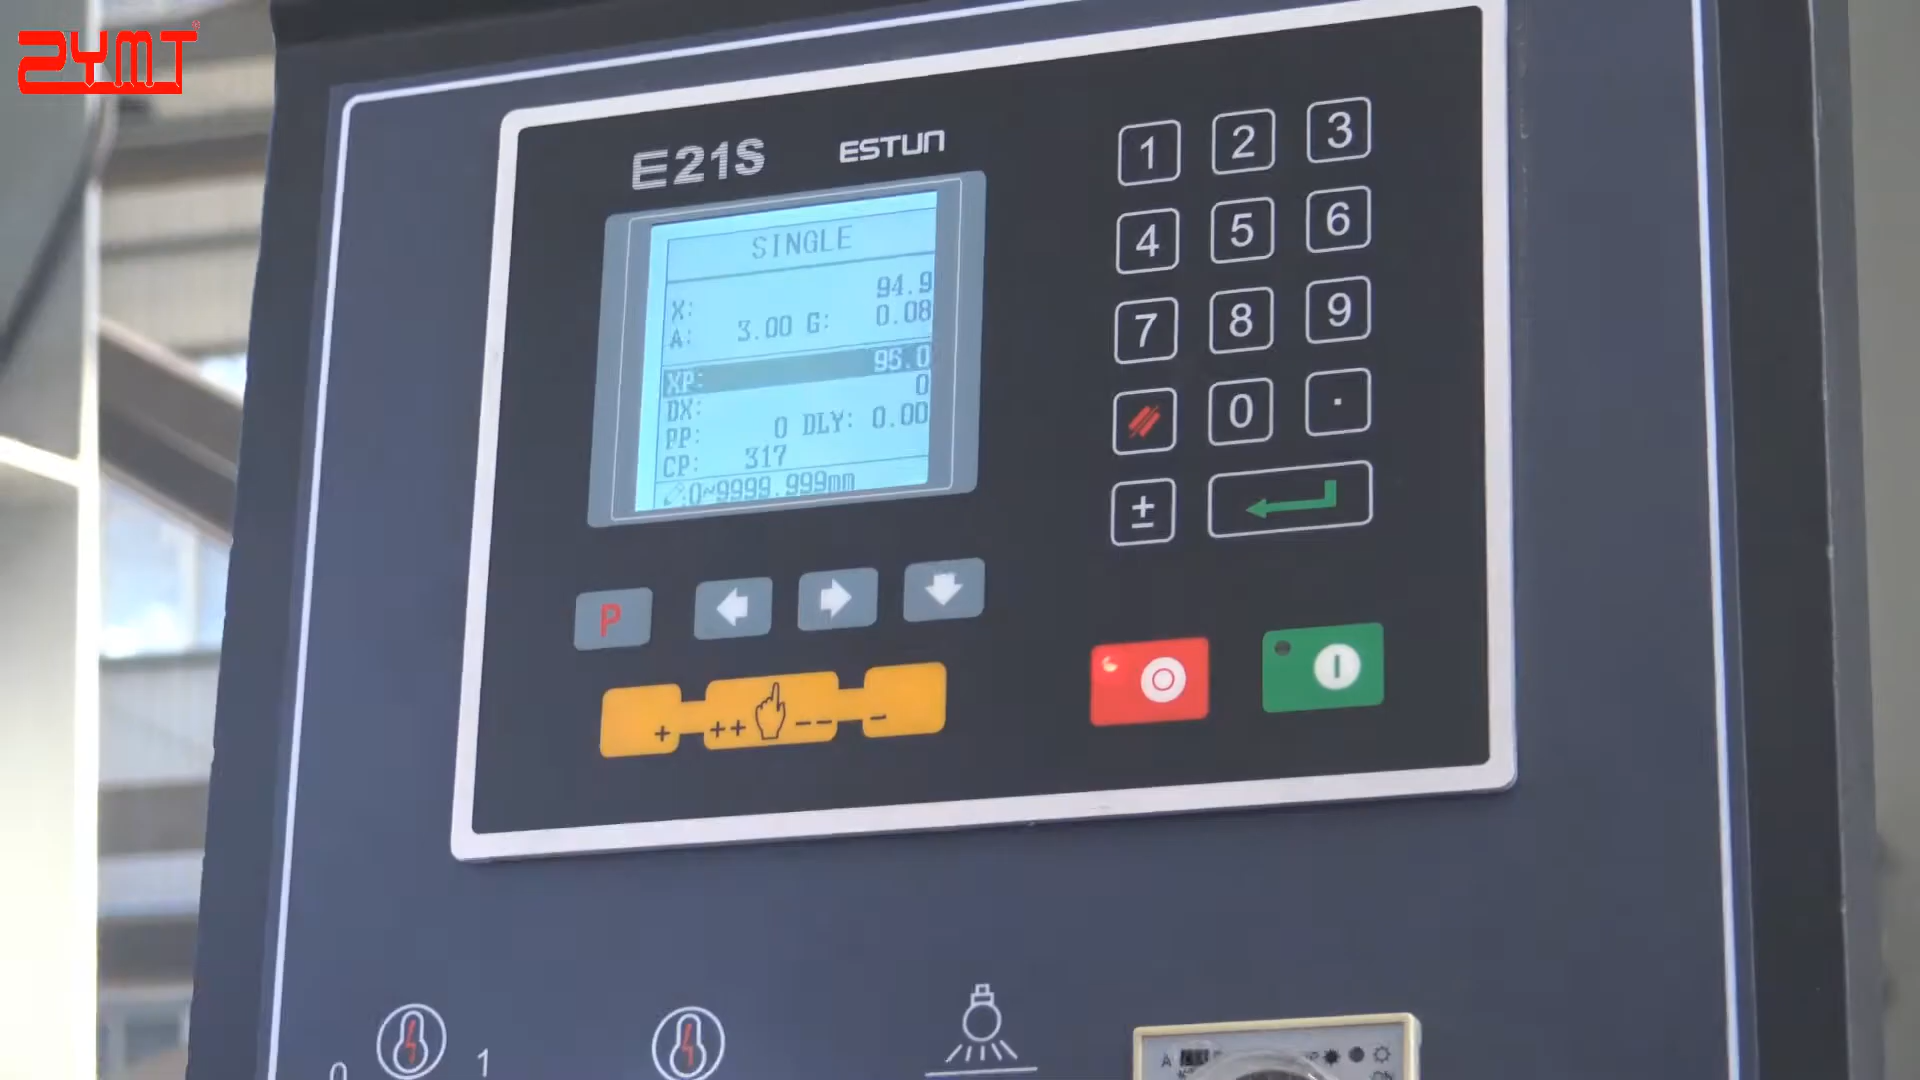 ZYMT®
E21S ESTUN
SINGLE
X: 94.9
A: 3.00 G: 0.08
XP: 95.0
DX: 0
PP: 0 DLY: 0.00
CP: 317
0~9999.999mm
1 2 3
4 5 6
7 8 9
0 .
±
P
+ ++ -- -
0 1
A